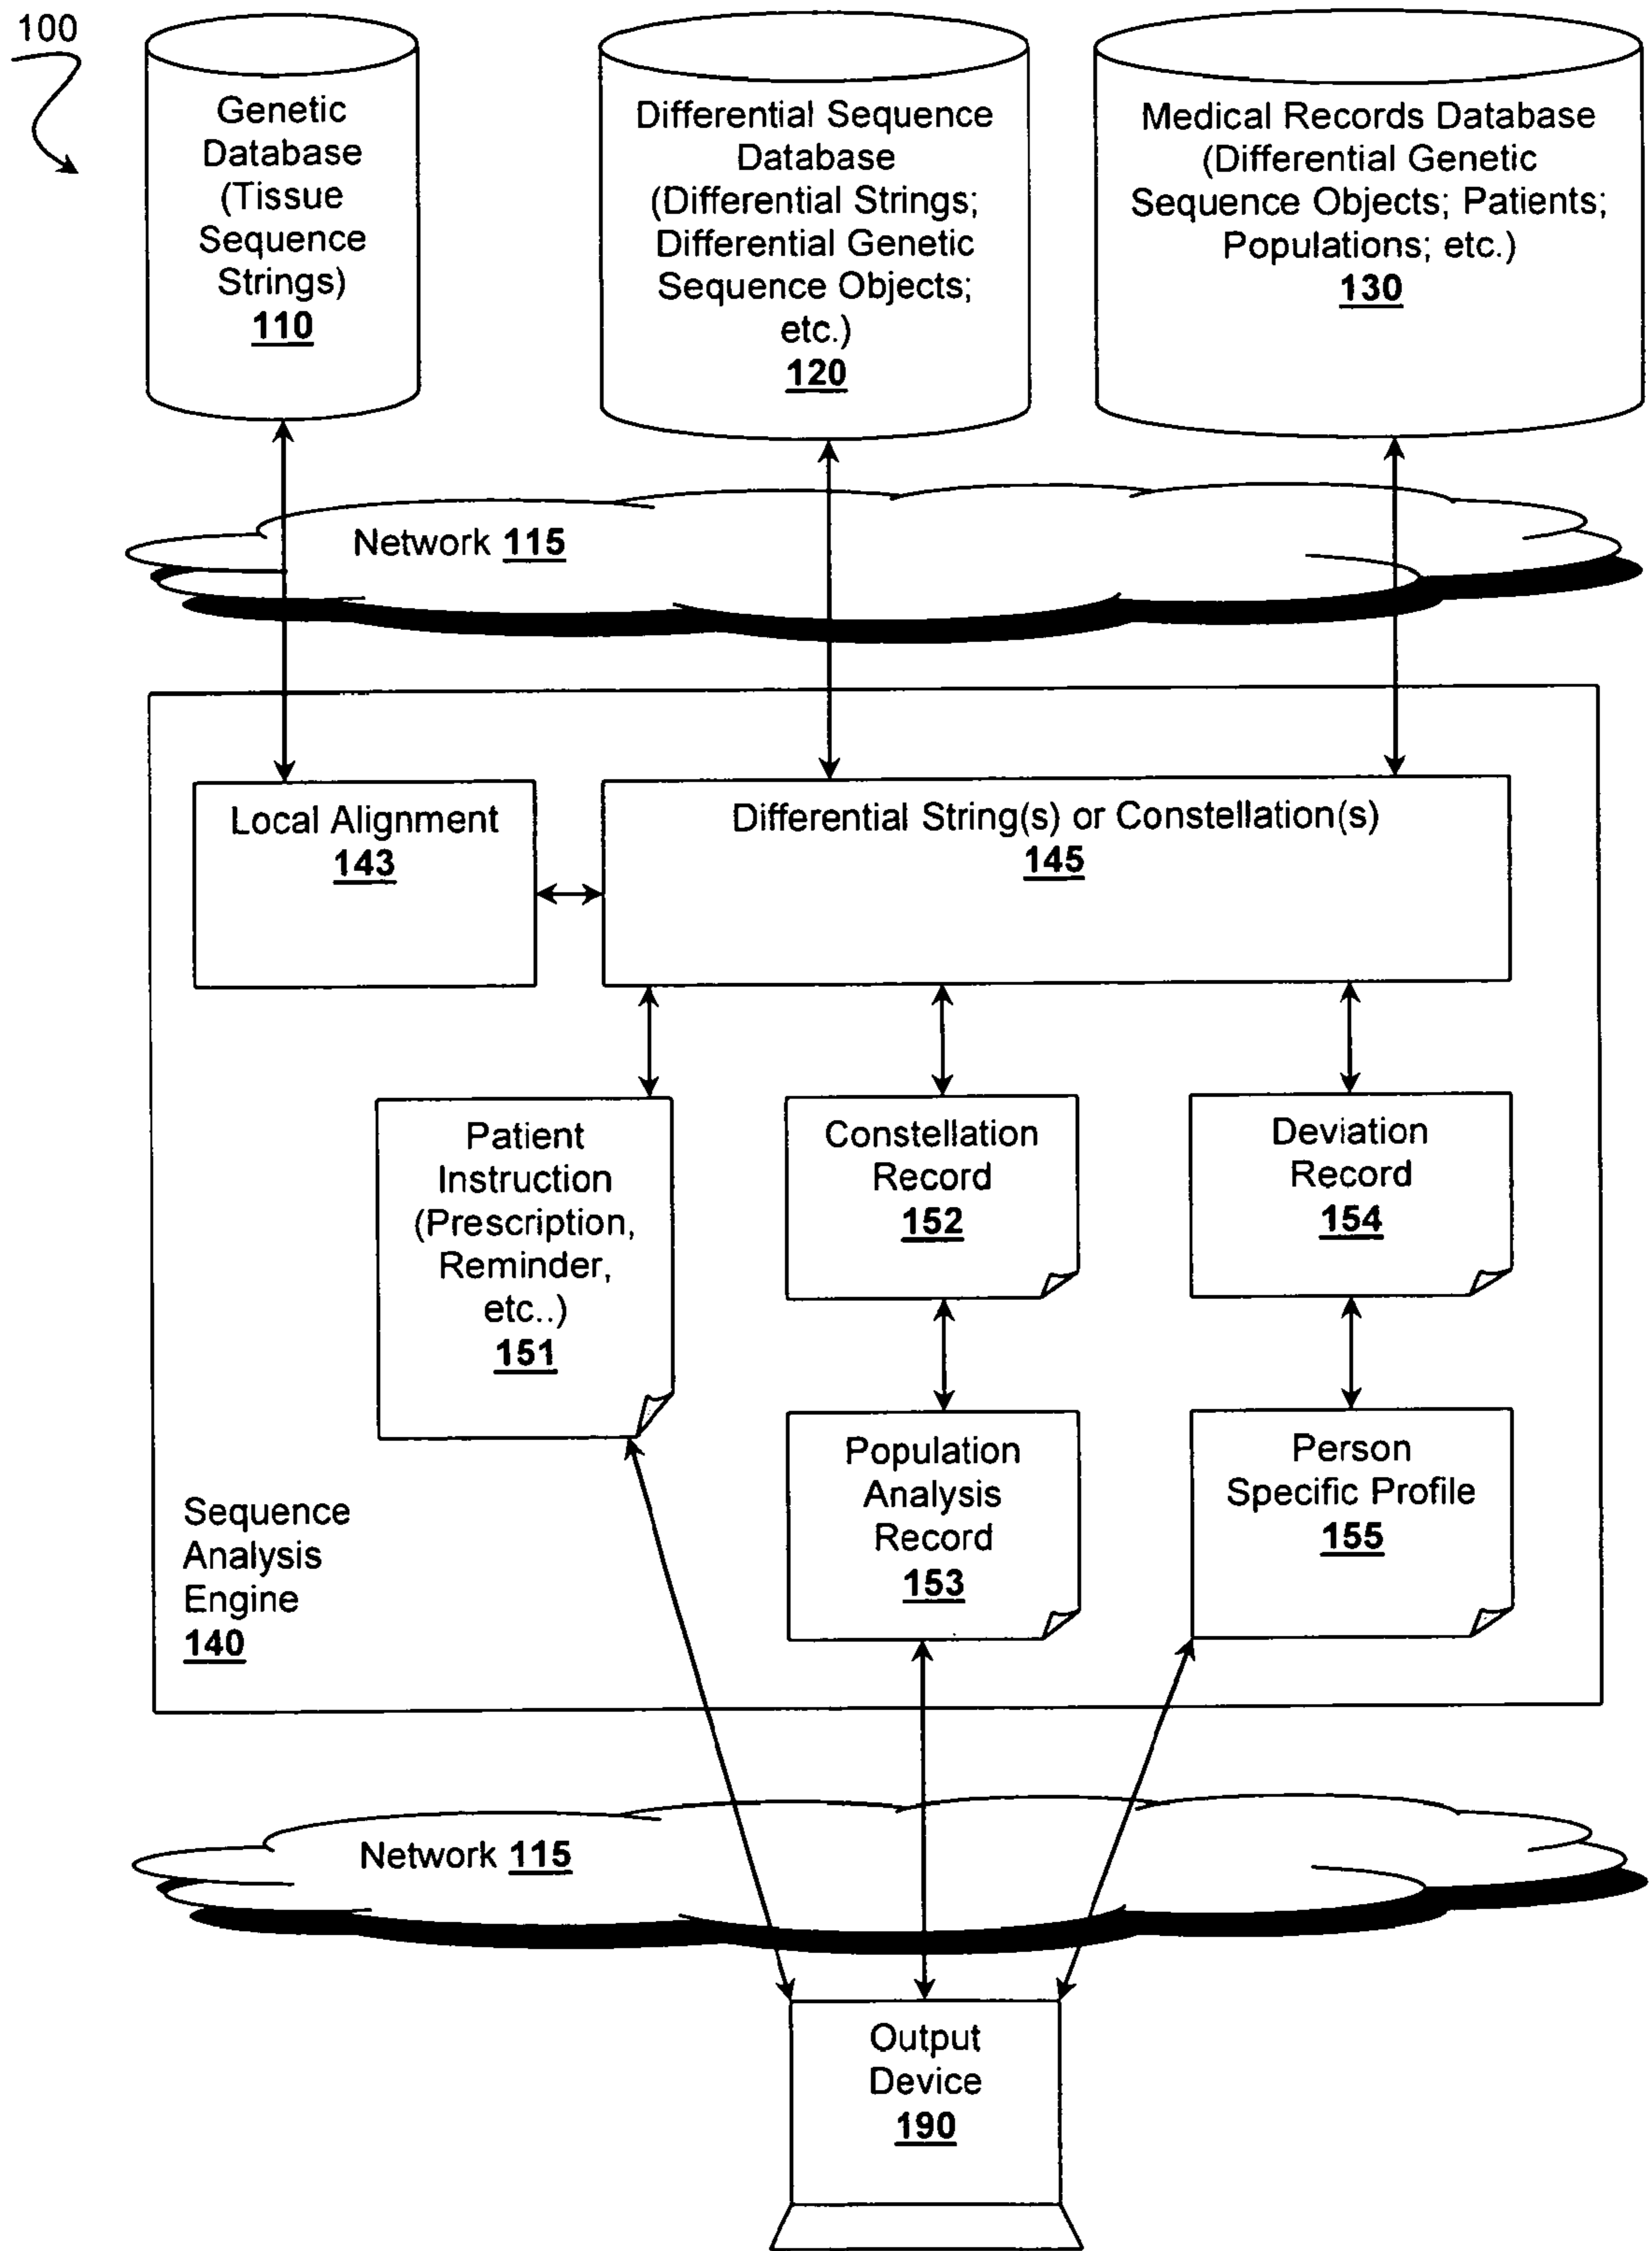 100
Genetic
Database
(Tissue
Sequence
Strings)
110
Differential Sequence
Database
(Differential Strings;
Differential Genetic
Sequence Objects;
etc.)
120
Medical Records Database
(Differential Genetic
Sequence Objects; Patients;
Populations; etc.)
130
Network 115
Local Alignment
143
Differential String(s) or Constellation(s)
145
Patient
Instruction
(Prescription,
Reminder,
etc..)
151
Constellation
Record
152
Deviation
Record
154
Population
Analysis
Record
153
Person
Specific Profile
155
Sequence
Analysis
Engine
140
Network 115
Output
Device
190